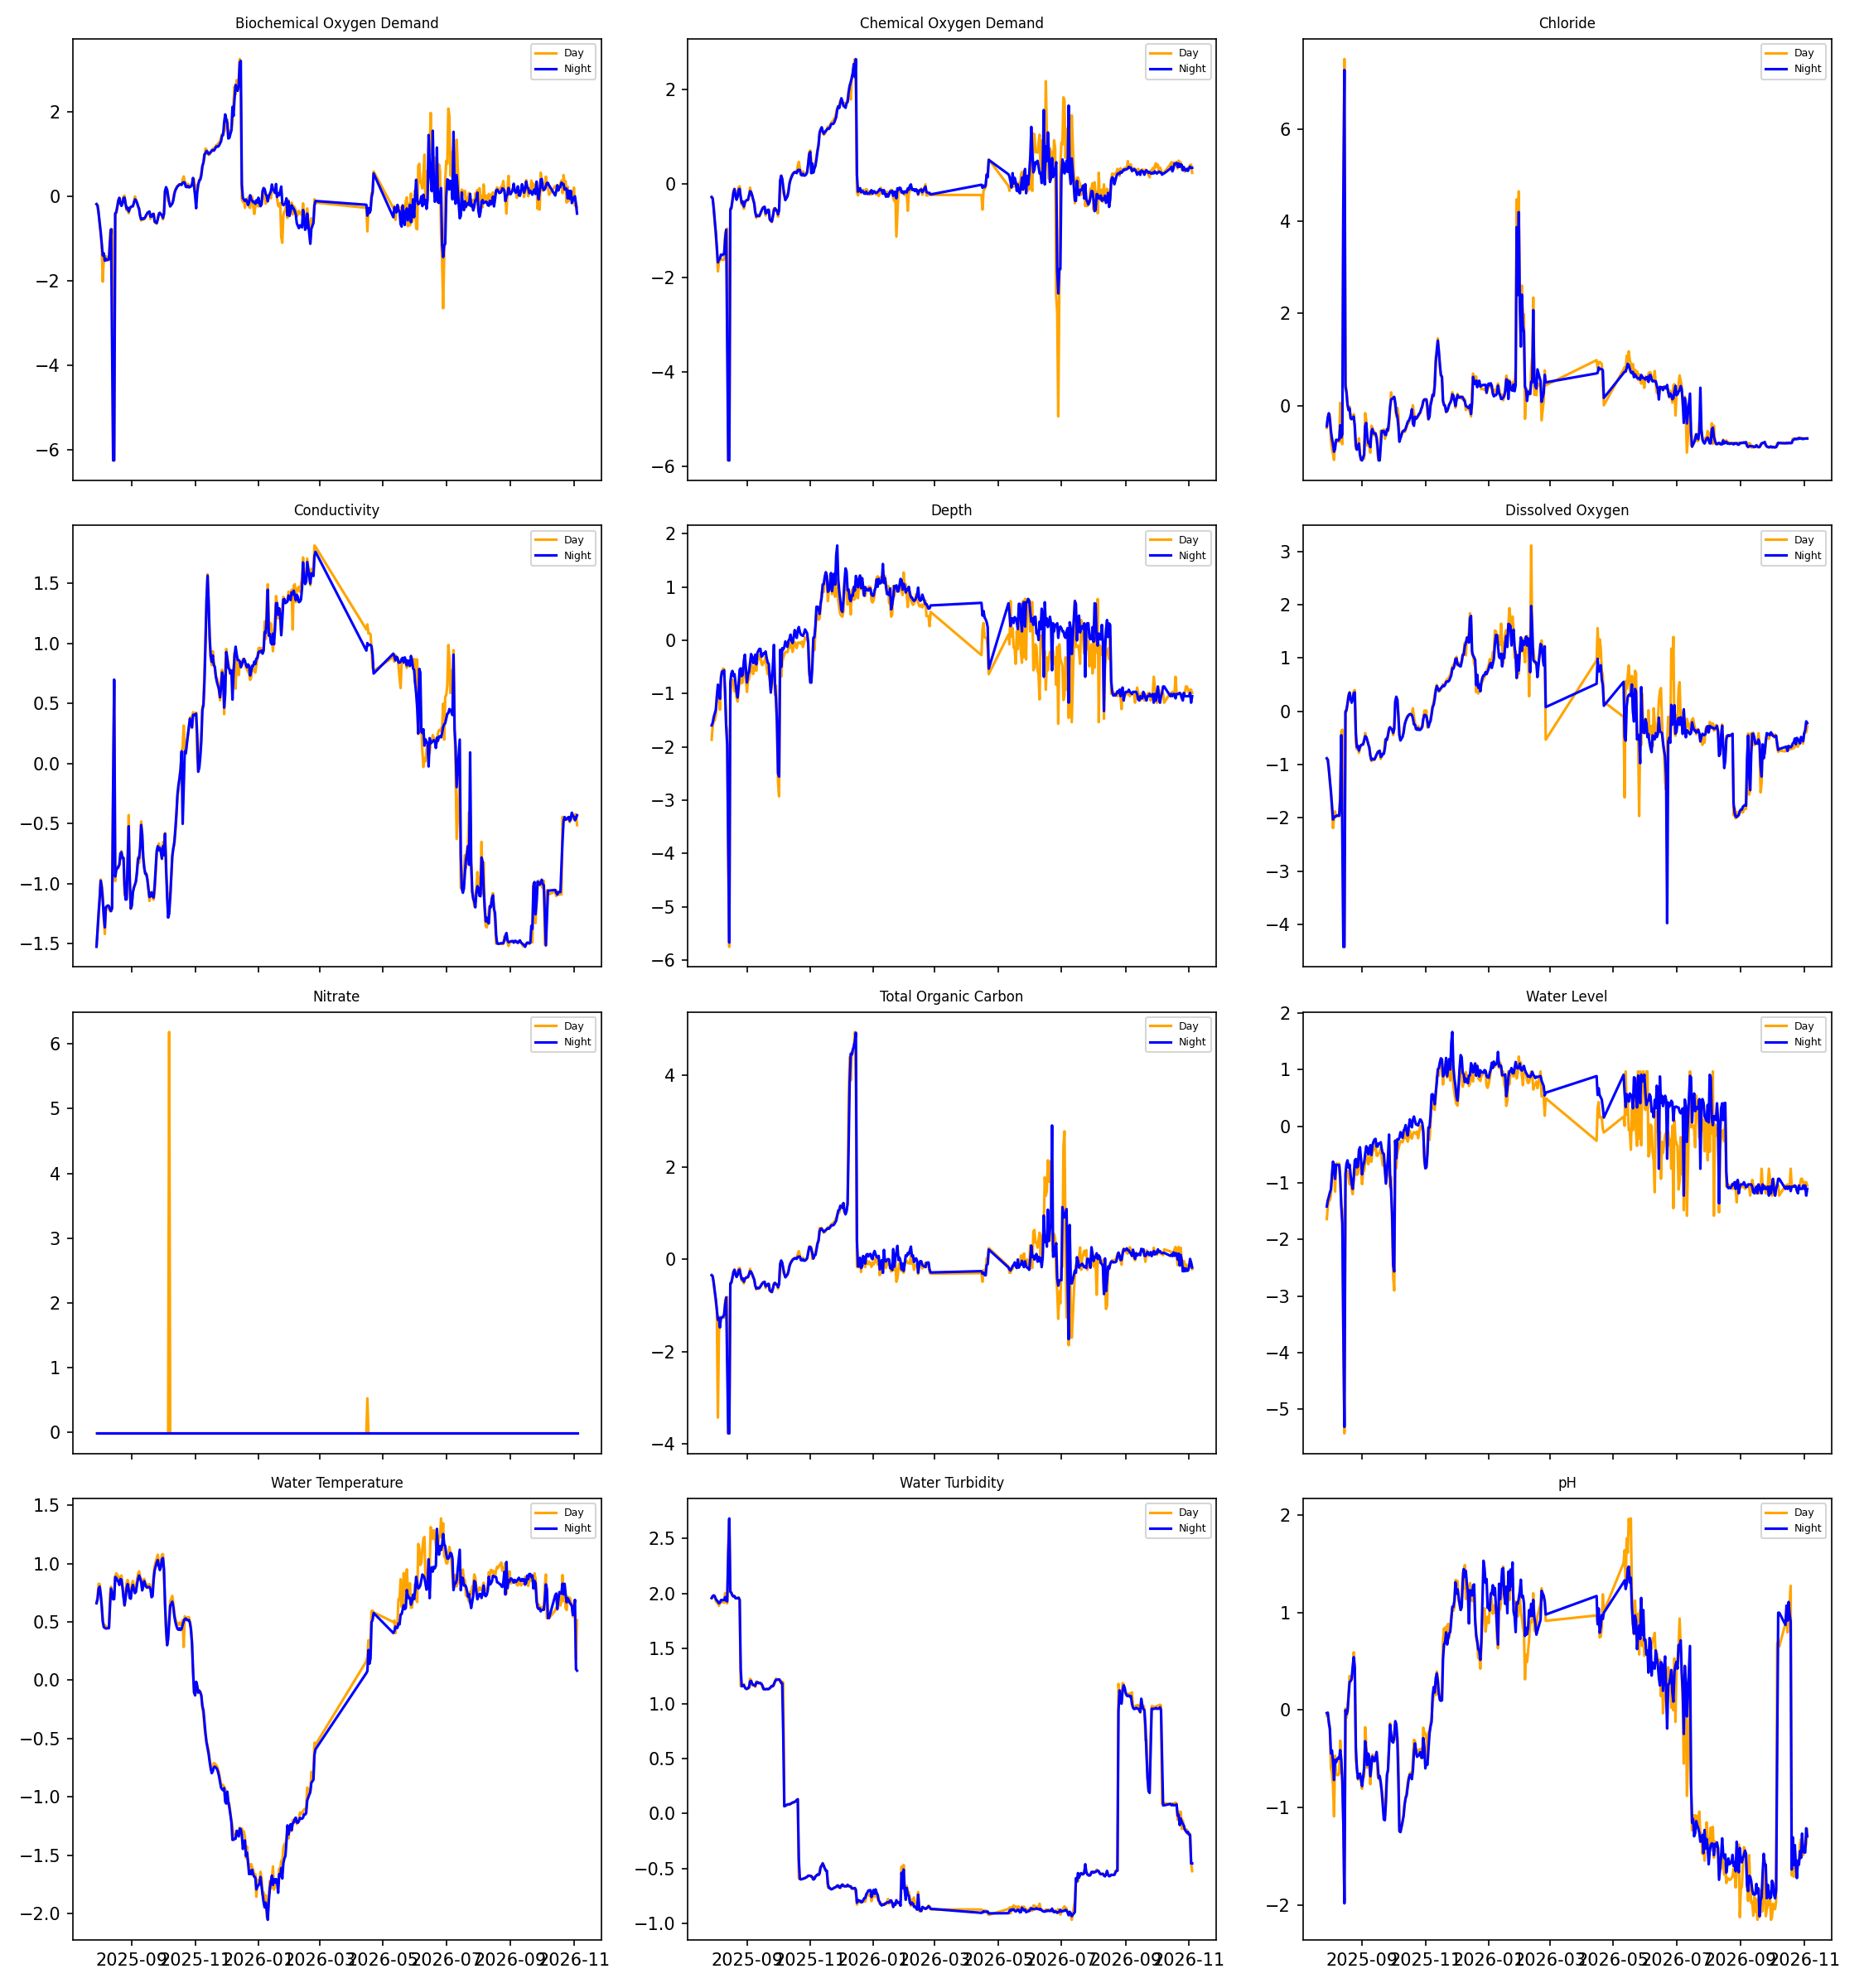 Biochemical Oxygen Demand
Day
Night
2
0
−2
−4
−6
Chemical Oxygen Demand
Day
Night
2
0
−2
−4
−6
Chloride
Day
Night
6
4
2
0
Conductivity
Day
Night
1.5
1.0
0.5
0.0
−0.5
−1.0
−1.5
Depth
Day
Night
2
1
0
−1
−2
−3
−4
−5
−6
Dissolved Oxygen
Day
Night
3
2
1
0
−1
−2
−3
−4
Nitrate
Day
Night
6
5
4
3
2
1
0
Total Organic Carbon
Day
Night
4
2
0
−2
−4
Water Level
Day
Night
2
1
0
−1
−2
−3
−4
−5
Water Temperature
Day
Night
1.5
1.0
0.5
0.0
−0.5
−1.0
−1.5
−2.0
2025-09 2025-11 2026-01 2026-03 2026-05 2026-07 2026-09 2026-11
Water Turbidity
Day
Night
2.5
2.0
1.5
1.0
0.5
0.0
−0.5
−1.0
2025-09 2025-11 2026-01 2026-03 2026-05 2026-07 2026-09 2026-11
pH
Day
Night
2
1
0
−1
−2
2025-09 2025-11 2026-01 2026-03 2026-05 2026-07 2026-09 2026-11